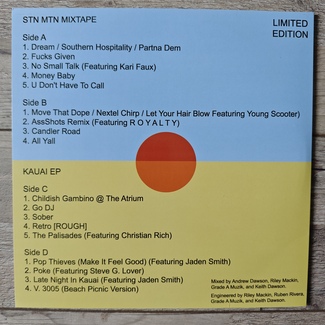 STN MTN MIXTAPE
LIMITED
EDITION
Side A
1. Dream / Southern Hospitality / Partna Dem
2. Fucks Given
3. No Small Talk (Featuring Kari Faux)
4. Money Baby
5. U Don't Have To Call
Side B
1. Move That Dope / Nextel Chirp / Let Your Hair Blow Featuring Young Scooter)
2. AssShots Remix (Featuring R O Y A L T Y)
3. Candler Road
4. All Yall
KAUAI EP
Side C
1. Childish Gambino @ The Atrium
2. Go DJ
3. Sober
4. Retro [ROUGH]
5. The Palisades (Featuring Christian Rich)
Side D
1. Pop Thieves (Make It Feel Good) (Featuring Jaden Smith)
2. Poke (Featuring Steve G. Lover)
3. Late Night In Kauai (Featuring Jaden Smith)
4. V. 3005 (Beach Picnic Version)
Mixed by Andrew Dawson, Riley Mackin,
Grade A Muzik, and Keith Dawson.
Engineered by Riley Mackin, Ruben Rivera,
Grade A Muzik, and Keith Dawson.